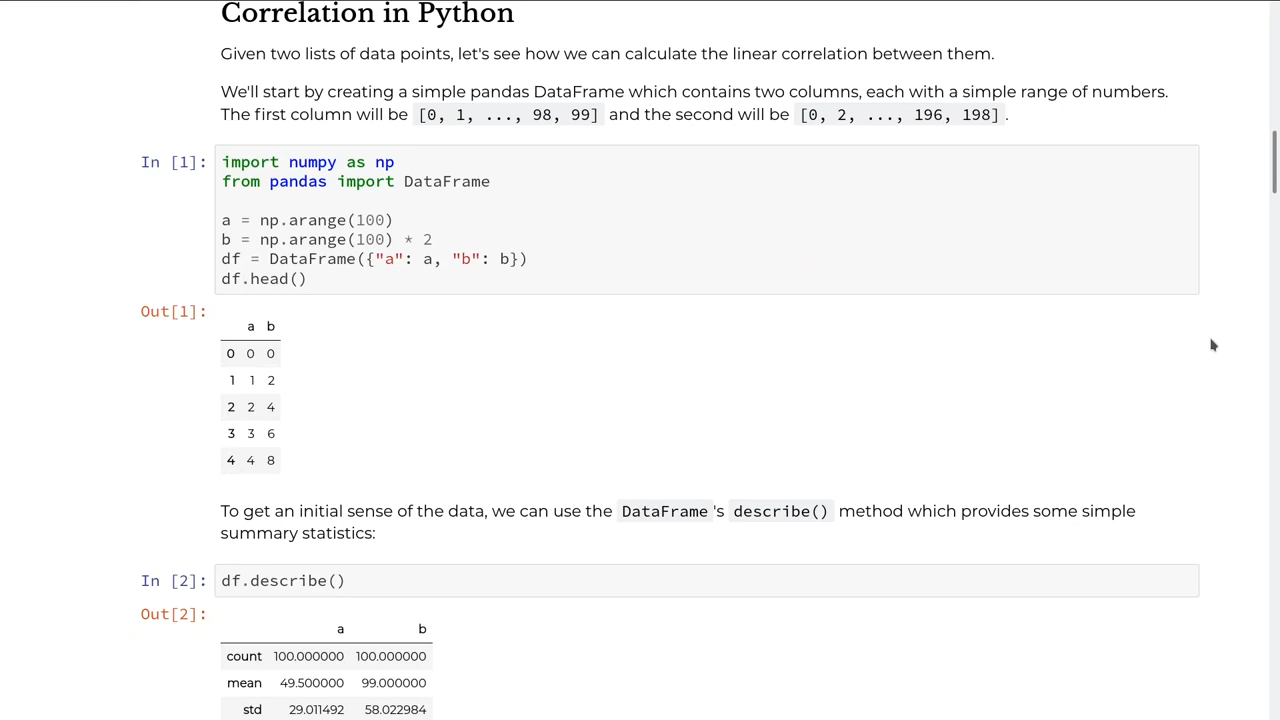 Correlation in Python
Given two lists of data points, let's see how we can calculate the linear correlation between them.
We'll start by creating a simple pandas DataFrame which contains two columns, each with a simple range of numbers.
The first column will be [0, 1, ..., 98, 99] and the second will be [0, 2, ..., 196, 198].
In [1]:
import numpy as np
from pandas import DataFrame
a = np.arange(100)
b = np.arange(100) * 2
df = DataFrame({"a": a, "b": b})
df.head()
Out[1]:
a b
0 0 0
1 1 2
2 2 4
3 3 6
4 4 8
To get an initial sense of the data, we can use the DataFrame's describe() method which provides some simple
summary statistics:
In [2]: df.describe()
Out[2]:
a b
count 100.000000 100.000000
mean 49.500000 99.000000
std 29.011492 58.022984